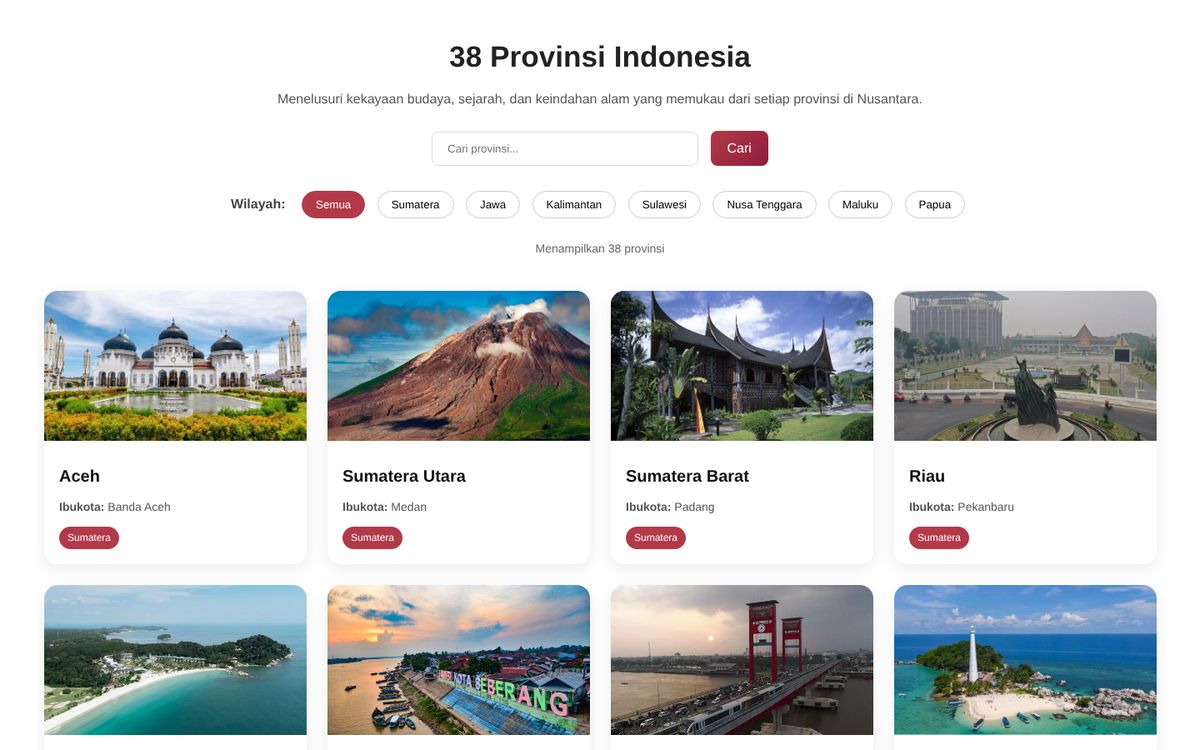 38 Provinsi Indonesia
Menelusuri kekayaan budaya, sejarah, dan keindahan alam yang memukau dari setiap provinsi di Nusantara.
Cari provinsi...
Cari
Wilayah:
Semua
Sumatera
Jawa
Kalimantan
Sulawesi
Nusa Tenggara
Maluku
Papua
Menampilkan 38 provinsi
Aceh
Ibukota: Banda Aceh
Sumatera
Sumatera Utara
Ibukota: Medan
Sumatera
Sumatera Barat
Ibukota: Padang
Sumatera
Riau
Ibukota: Pekanbaru
Sumatera
KOTA SEBERANG